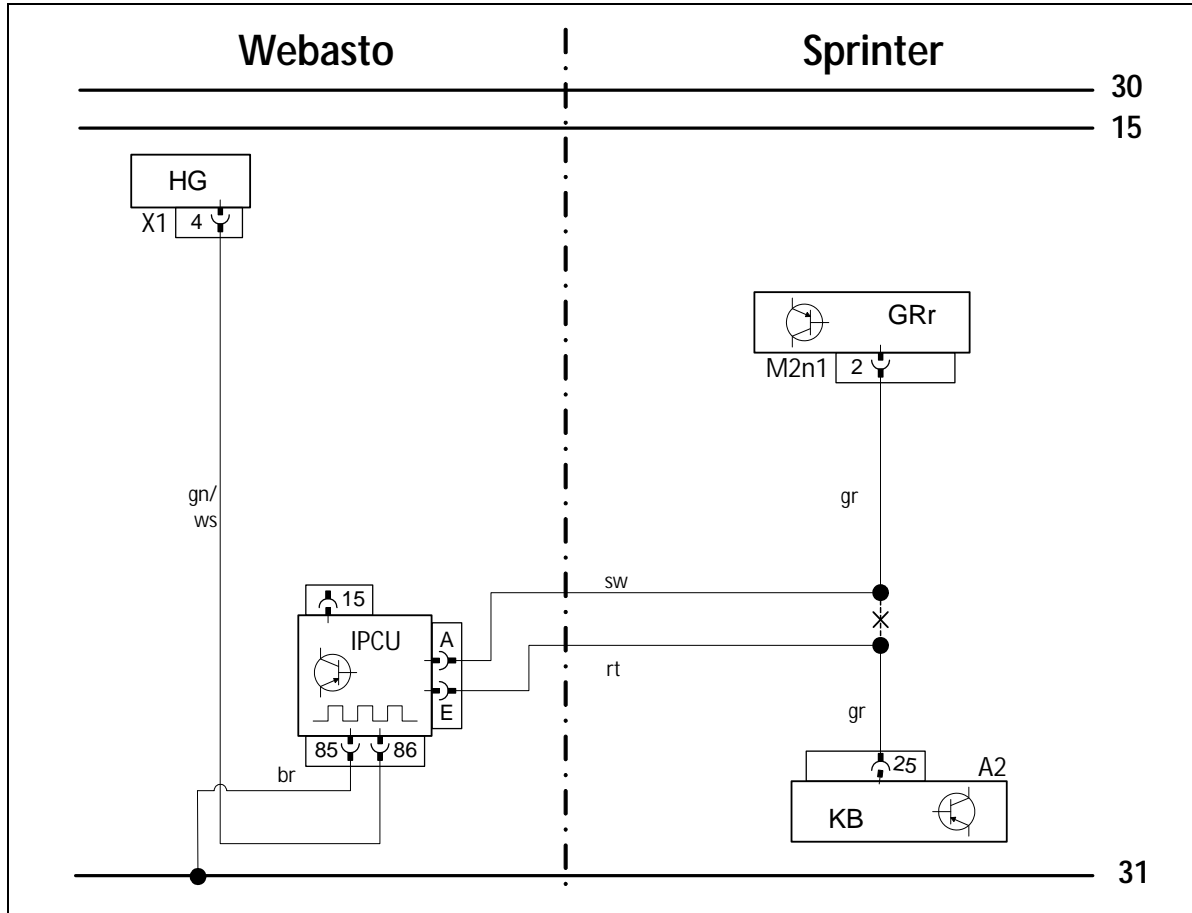 Webasto
Sprinter
30
15
HG
X1
4
GRr
M2n1
2
gn/
ws
gr
sw
15
IPCU
A
E
rt
gr
85
86
br
25
A2
KB
31